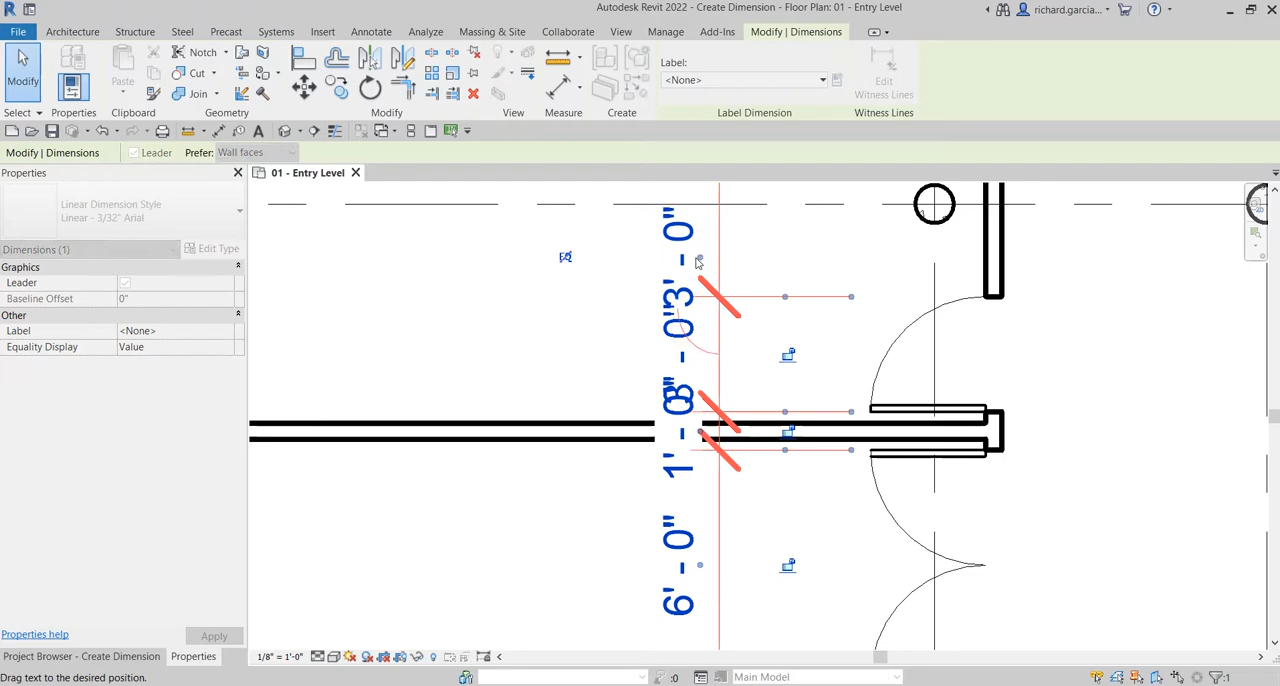 Autodesk Revit 2022 - Create Dimension - Floor Plan: 01 - Entry Level
richard.garcia...
File Architecture Structure Steel Precast Systems Insert Annotate Analyze Massing & Site Collaborate View Manage Add-Ins Modify | Dimensions
Modify
Paste
Notch
Cut
Join
Label:
<None>
Edit
Witness Lines
Select Properties Clipboard Geometry Modify View Measure Create Label Dimension Witness Lines
Modify | Dimensions Leader Prefer: Wall faces
Properties
01 - Entry Level
Linear Dimension Style
Linear - 3/32" Arial
Dimensions (1) Edit Type
Graphics
Leader
Baseline Offset 0"
Other
Label <None>
Equality Display Value
EQ
3' - 0"
1' - 0"
6' - 0"
Properties help Apply
Project Browser - Create Dimension Properties
1/8" = 1'-0"
Drag text to the desired position.
:0
Main Model
:1